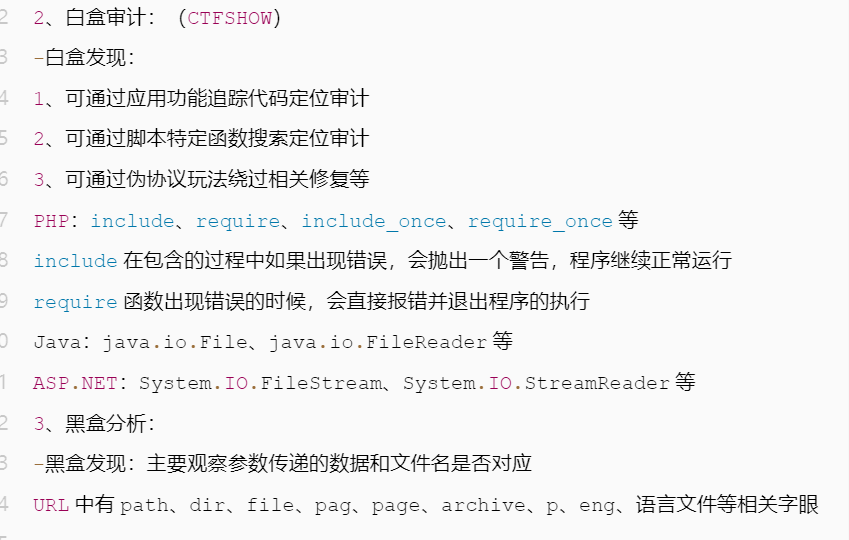 2 2、白盒审计：（CTFSHOW）
3 -白盒发现：
4 1、可通过应用功能追踪代码定位审计
5 2、可通过脚本特定函数搜索定位审计
6 3、可通过伪协议玩法绕过相关修复等
7 PHP：include、require、include_once、require_once 等
8 include 在包含的过程中如果出现错误，会抛出一个警告，程序继续正常运行
9 require 函数出现错误的时候，会直接报错并退出程序的执行
0 Java：java.io.File、java.io.FileReader 等
1 ASP.NET：System.IO.FileStream、System.IO.StreamReader 等
2 3、黑盒分析：
3 -黑盒发现：主要观察参数传递的数据和文件名是否对应
4 URL 中有 path、dir、file、pag、page、archive、p、eng、语言文件等相关字眼